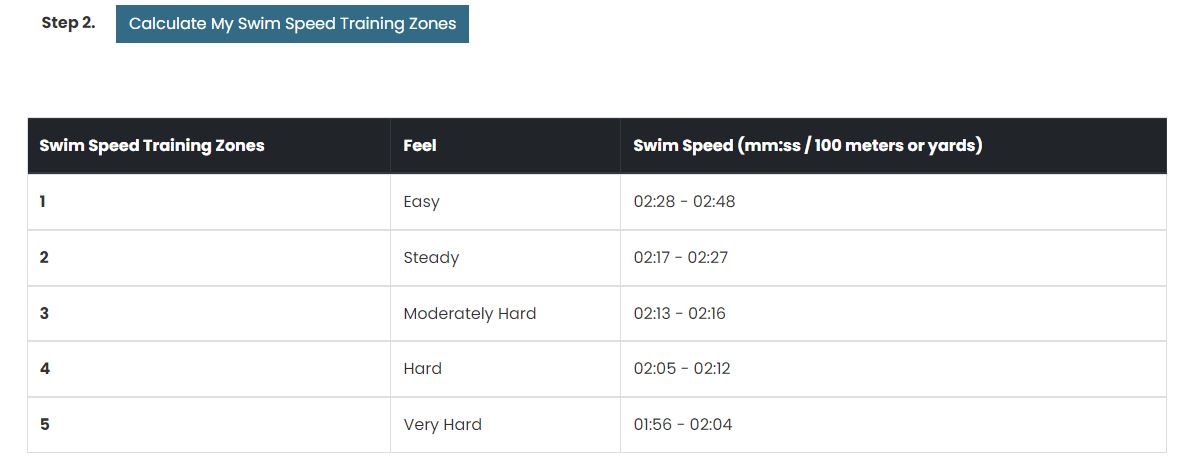 Step 2. Calculate My Swim Speed Training Zones
Swim Speed Training Zones Feel Swim Speed (mm:ss / 100 meters or yards)
1 Easy 02:28 - 02:48
2 Steady 02:17 - 02:27
3 Moderately Hard 02:13 - 02:16
4 Hard 02:05 - 02:12
5 Very Hard 01:56 - 02:04